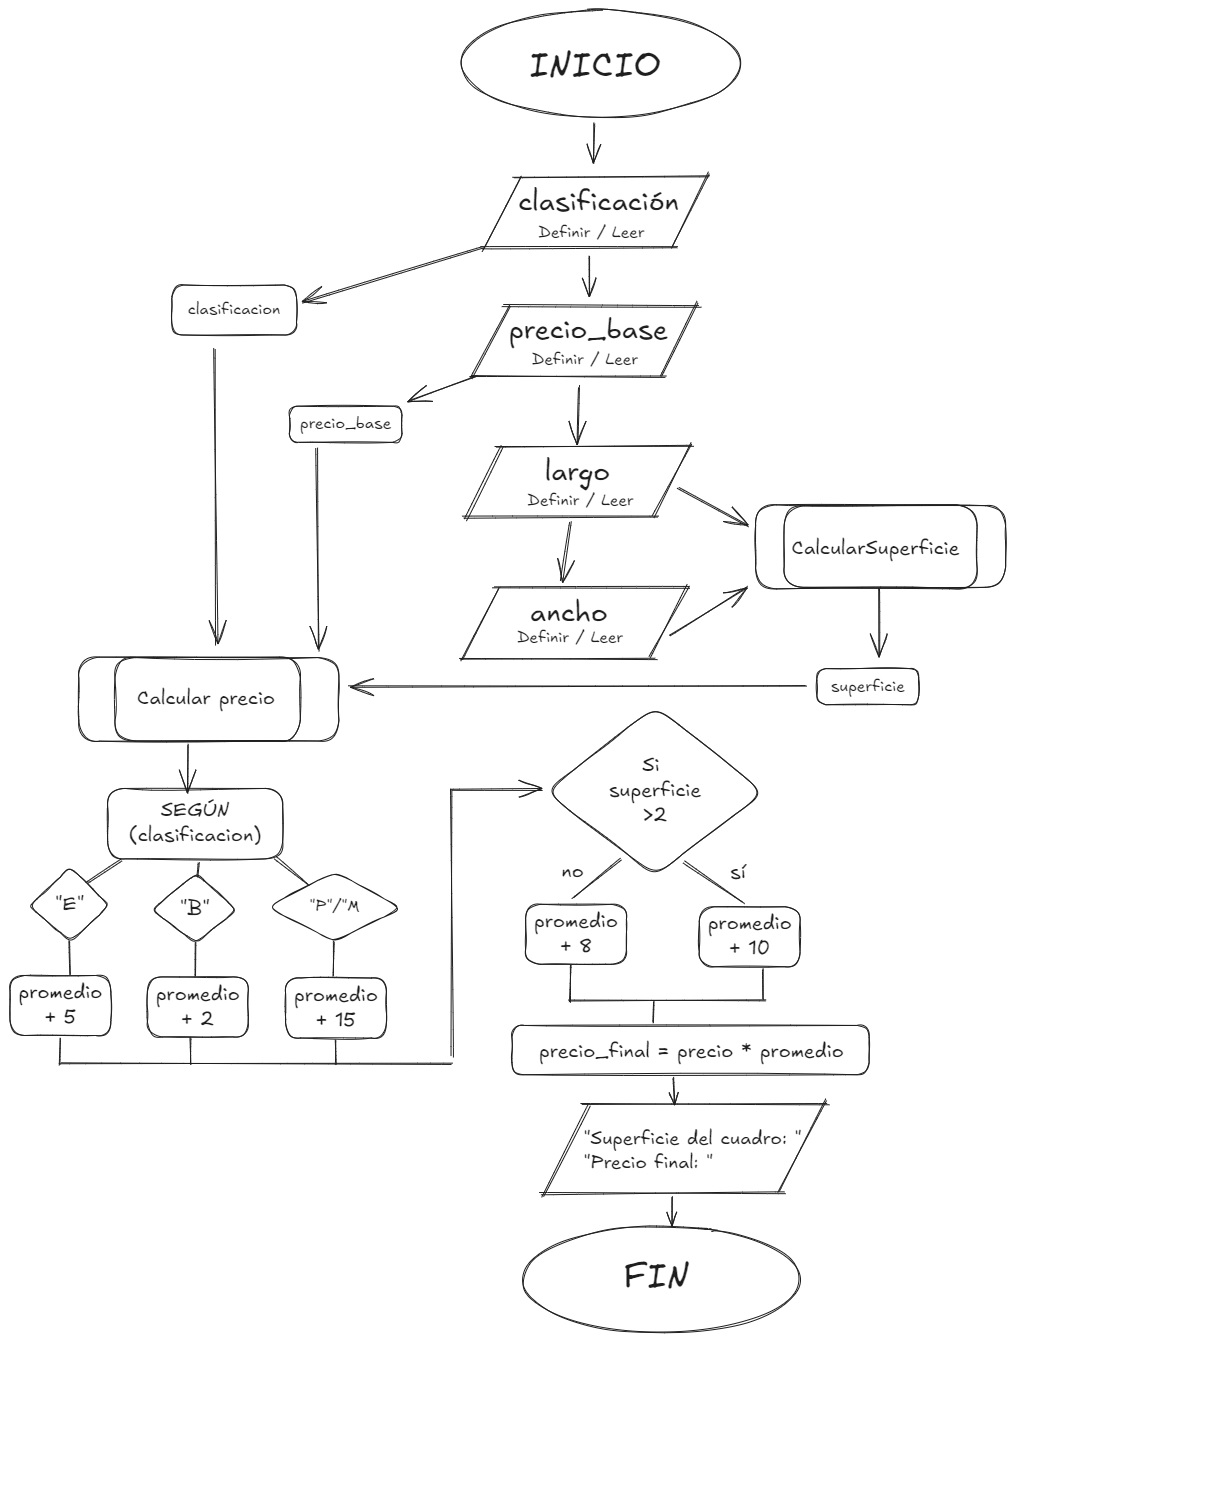 INICIO
clasificación
Definir / Leer
clasificacion
precio_base
Definir / Leer
precio_base
largo
Definir / Leer
CalcularSuperficie
ancho
Definir / Leer
superficie
Calcular precio
Si
superficie
>2
SEGÚN
(clasificacion)
"E"
"B"
"P"/"M
no
sí
promedio
+ 8
promedio
+ 10
promedio
+ 5
promedio
+ 2
promedio
+ 15
precio_final = precio * promedio
"Superficie del cuadro: "
"Precio final: "
FIN